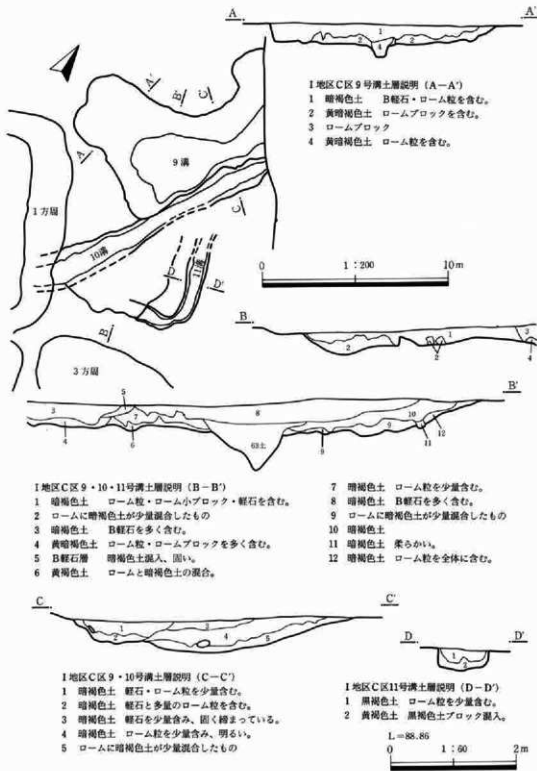 A A'
1
2 2
4
I地区C区9号溝土層説明（A－A'）
1 暗褐色土 B軽石・ローム粒を含む。
2 黄暗褐色土 ロームブロックを含む。
3 ロームブロック
4 黄暗褐色土 ローム粒を含む。
A' B' C'
A
9溝
1方周
C
10溝
D 11溝 D'
B
3方周
0 1：200 10m
B
1 3
2 2 4
B'
5
3 8 10 12
7 9
4 6 63土 9 11
I地区C区9・10・11号溝土層説明（B－B'）
1 暗褐色土 ローム粒・ローム小ブロック・軽石を含む。
2 ロームに暗褐色土が少量混合したもの
3 暗褐色土 B軽石を多く含む。
4 黄暗褐色土 ローム粒・ロームブロックを多く含む。
5 B軽石層 暗褐色土混入、固い。
6 黄褐色土 ロームと暗褐色土の混合。
7 暗褐色土 ローム粒を少量含む。
8 暗褐色土 B軽石を多く含む。
9 ロームに暗褐色土が少量混合したもの
10 暗褐色土
11 暗褐色土 柔らかい。
12 暗褐色土 ローム粒を全体に含む。
C C'
1 3
2 4 5
I地区C区9・10号溝土層説明（C－C'）
1 暗褐色土 軽石・ローム粒を少量含む。
2 暗褐色土 軽石と多量のローム粒を含む。
3 暗褐色土 軽石を少量含み、固く締まっている。
4 暗褐色土 ローム粒を少量含み、明るい。
5 ロームに暗褐色土が少量混合したもの
D D'
1
2
I地区C区11号溝土層説明（D－D'）
1 黒褐色土 ローム粒を少量含む。
2 黄褐色土 黒褐色土ブロック混入。
L＝88.86
0 1：60 2m